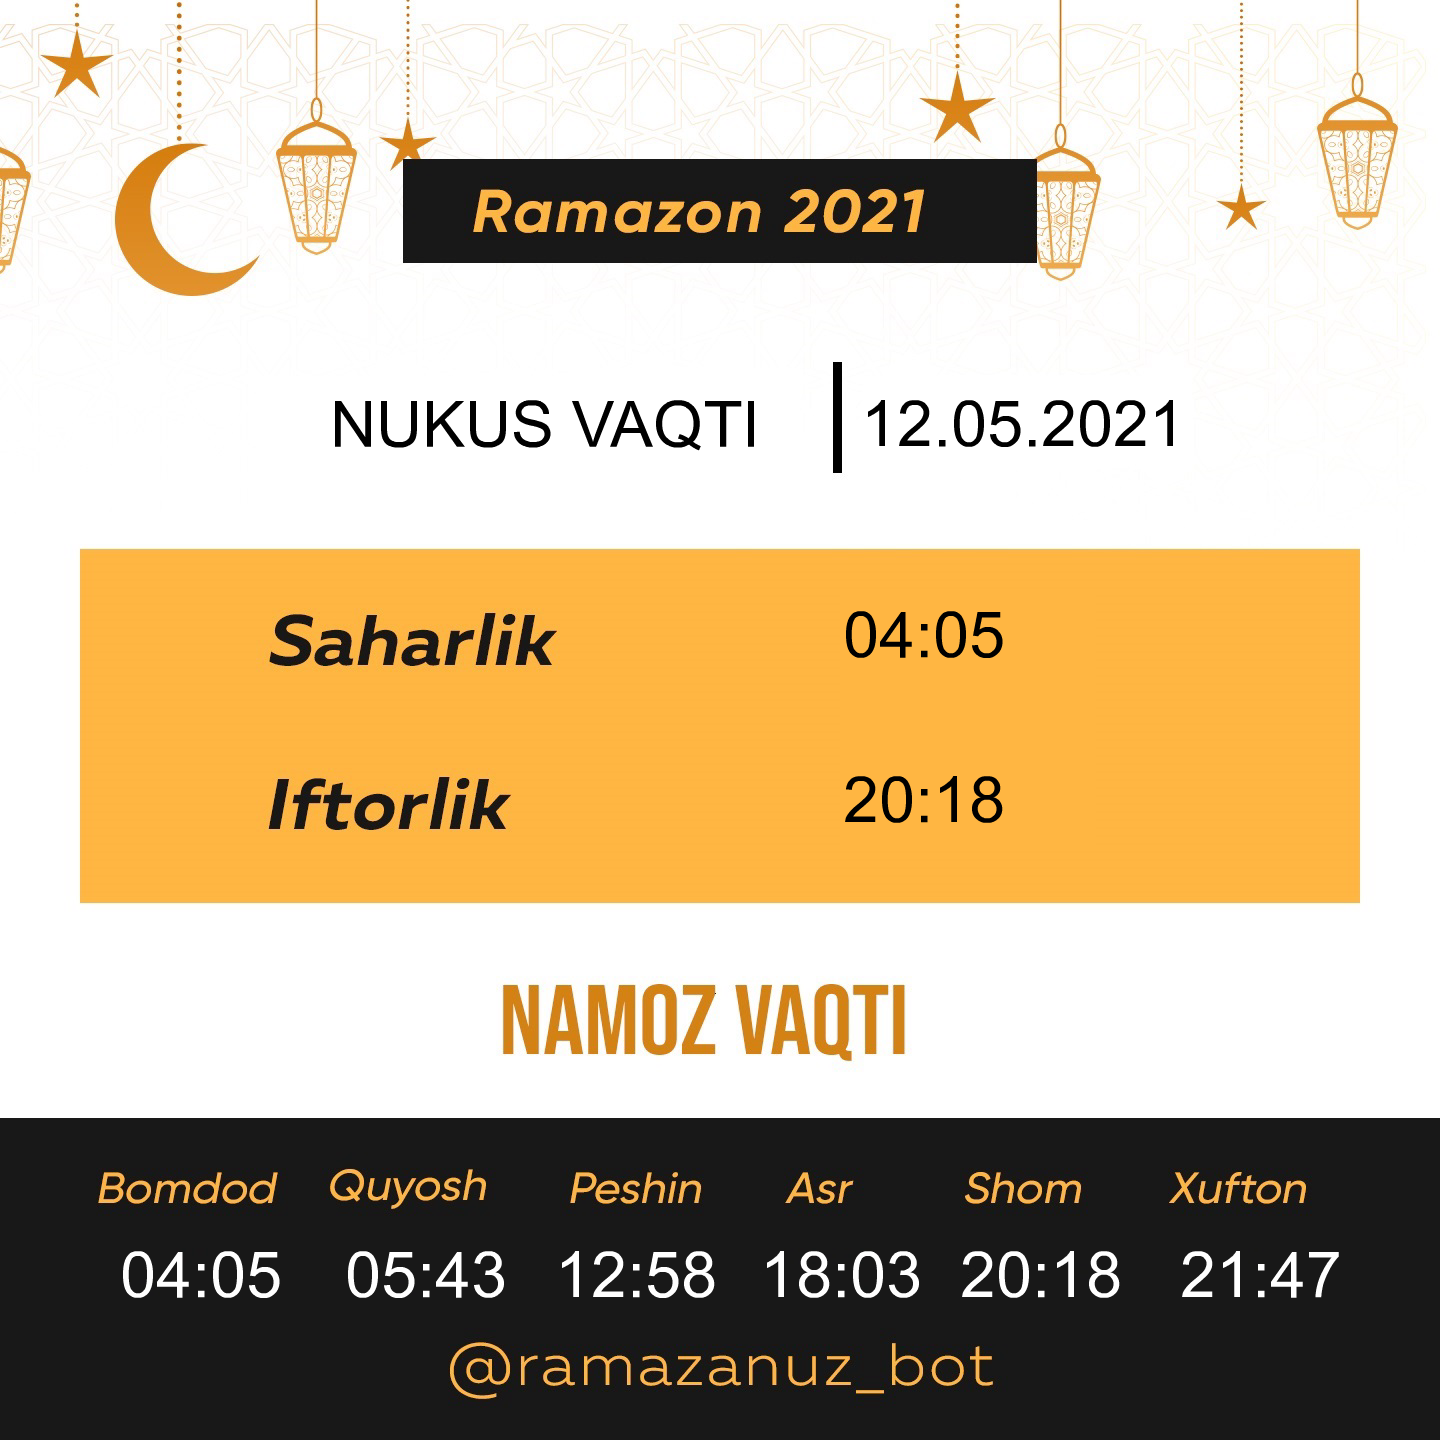 Ramazon 2021
NUKUS VAQTI | 12.05.2021
Saharlik 04:05
Iftorlik 20:18
NAMOZ VAQTI
Bomdod Quyosh Peshin Asr Shom Xufton
04:05 05:43 12:58 18:03 20:18 21:47
@ramazanuz_bot